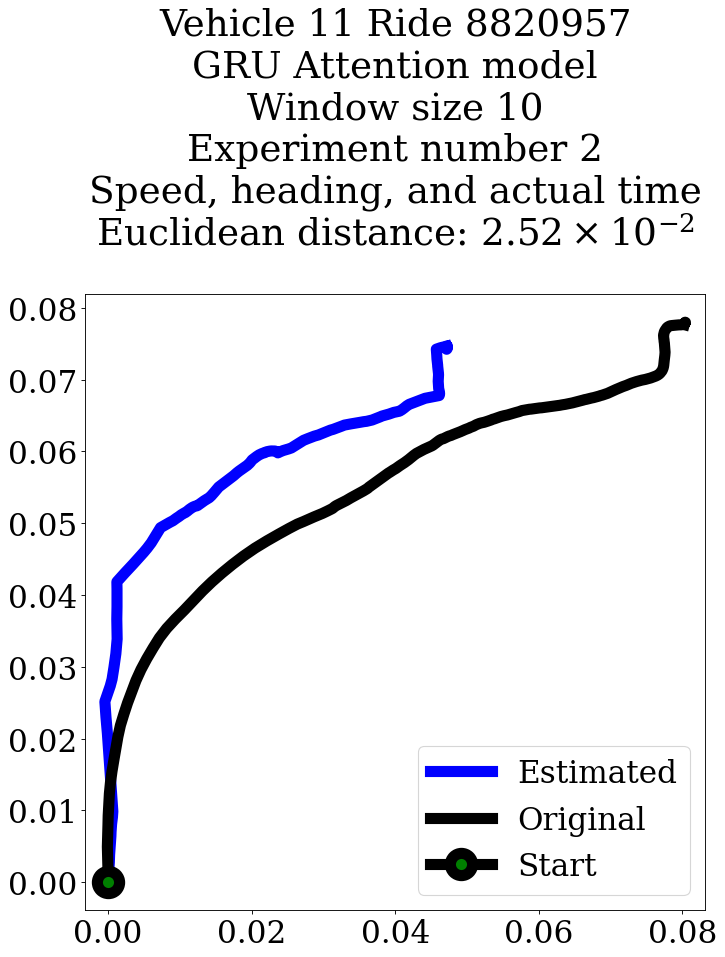 Vehicle 11 Ride 8820957
GRU Attention model
Window size 10
Experiment number 2
Speed, heading, and actual time
Euclidean distance: 2.52 × 10⁻²
0.08
0.07
0.06
0.05
0.04
0.03
0.02
0.01
0.00
Estimated
Original
Start
0.00 0.02 0.04 0.06 0.08